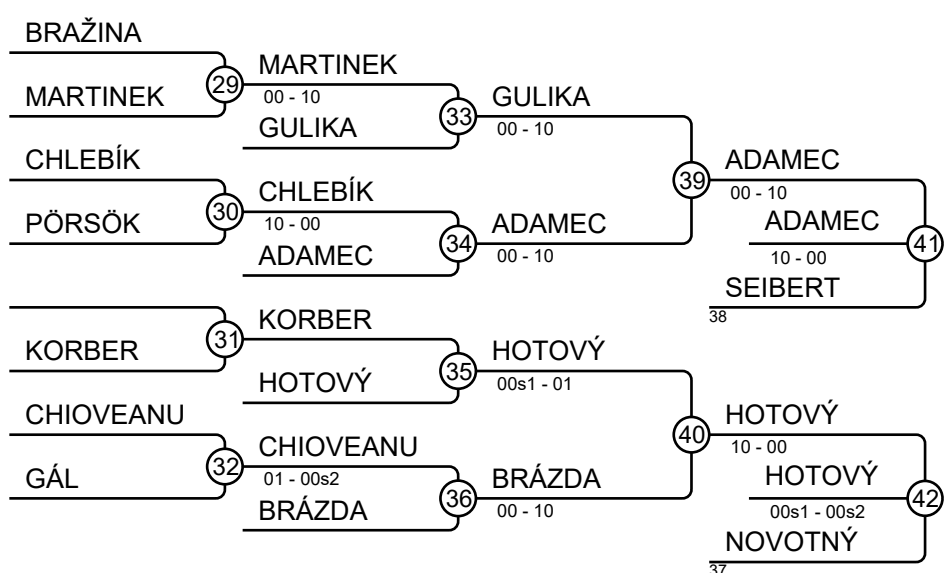 BRAŽINA
MARTINEK
29
MARTINEK
00 - 10
GULIKA
33
GULIKA
00 - 10
CHLEBÍK
PÖRSÖK
30
CHLEBÍK
10 - 00
ADAMEC
34
ADAMEC
00 - 10
39
ADAMEC
00 - 10
ADAMEC
10 - 00
41
SEIBERT
38
KORBER
31
KORBER
HOTOVÝ
35
HOTOVÝ
00s1 - 01
CHIOVEANU
GÁL
32
CHIOVEANU
01 - 00s2
BRÁZDA
36
BRÁZDA
00 - 10
40
HOTOVÝ
10 - 00
HOTOVÝ
00s1 - 00s2
42
NOVOTNÝ
37